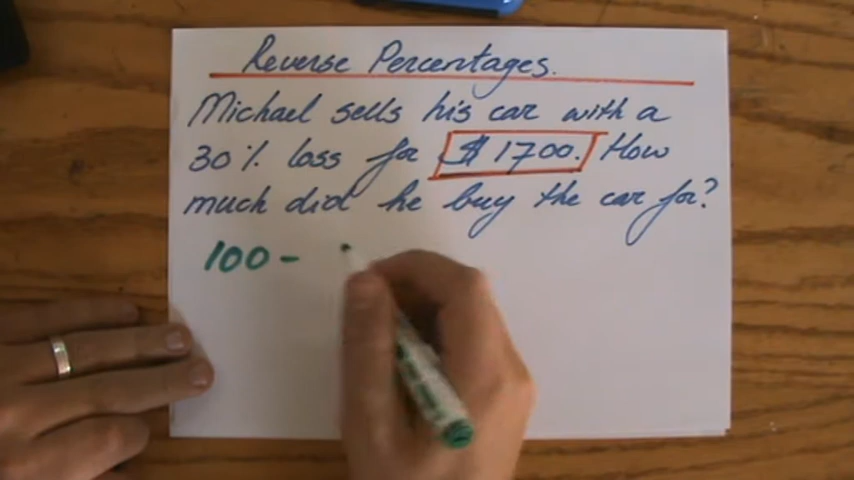 Reverse Percentages.
Michael sells his car with a
30% loss for $1700. How
much did he buy the car for?
100-